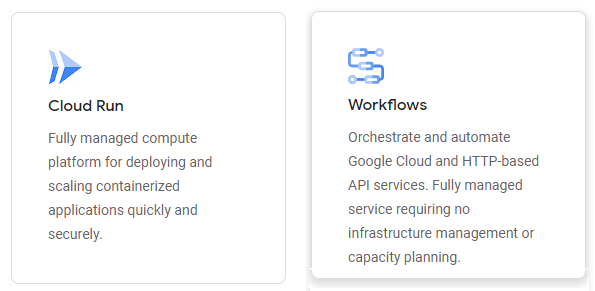 Cloud Run
Fully managed compute
platform for deploying and
scaling containerized
applications quickly and
securely.
Workflows
Orchestrate and automate
Google Cloud and HTTP-based
API services. Fully managed
service requiring no
infrastructure management or
capacity planning.